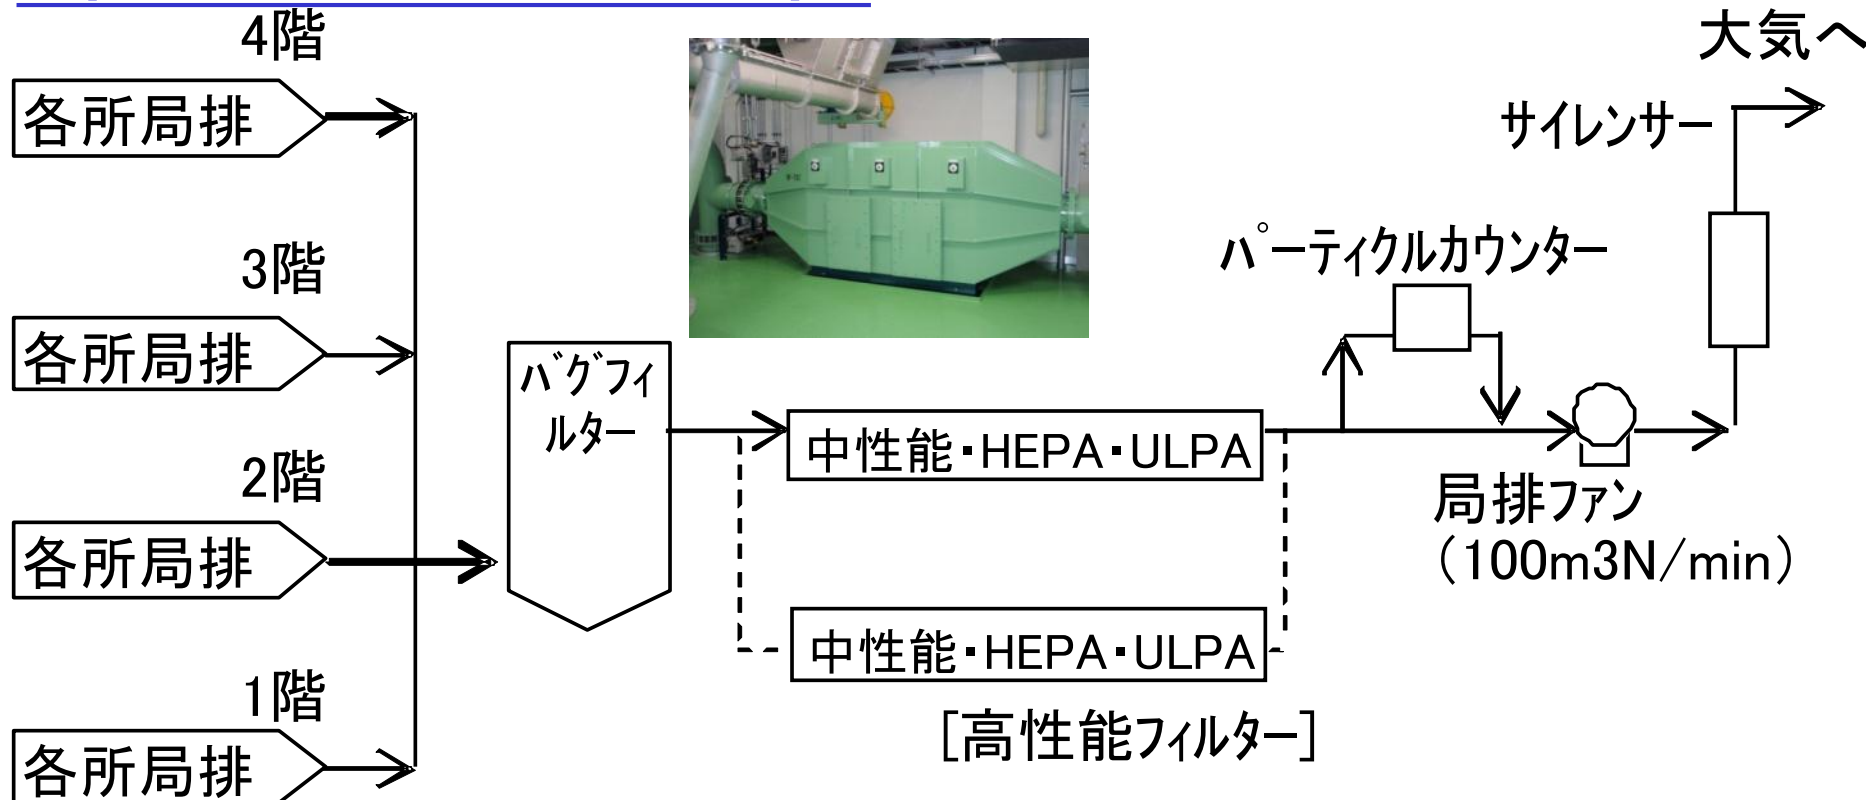 4階
各所局排
3階
各所局排
2階
各所局排
1階
各所局排
バグフィ
ルター
中性能・HEPA・ULPA
中性能・HEPA・ULPA
[高性能フィルター]
パーティクルカウンター
局排ファン
（100m3N/min）
サイレンサー
大気へ